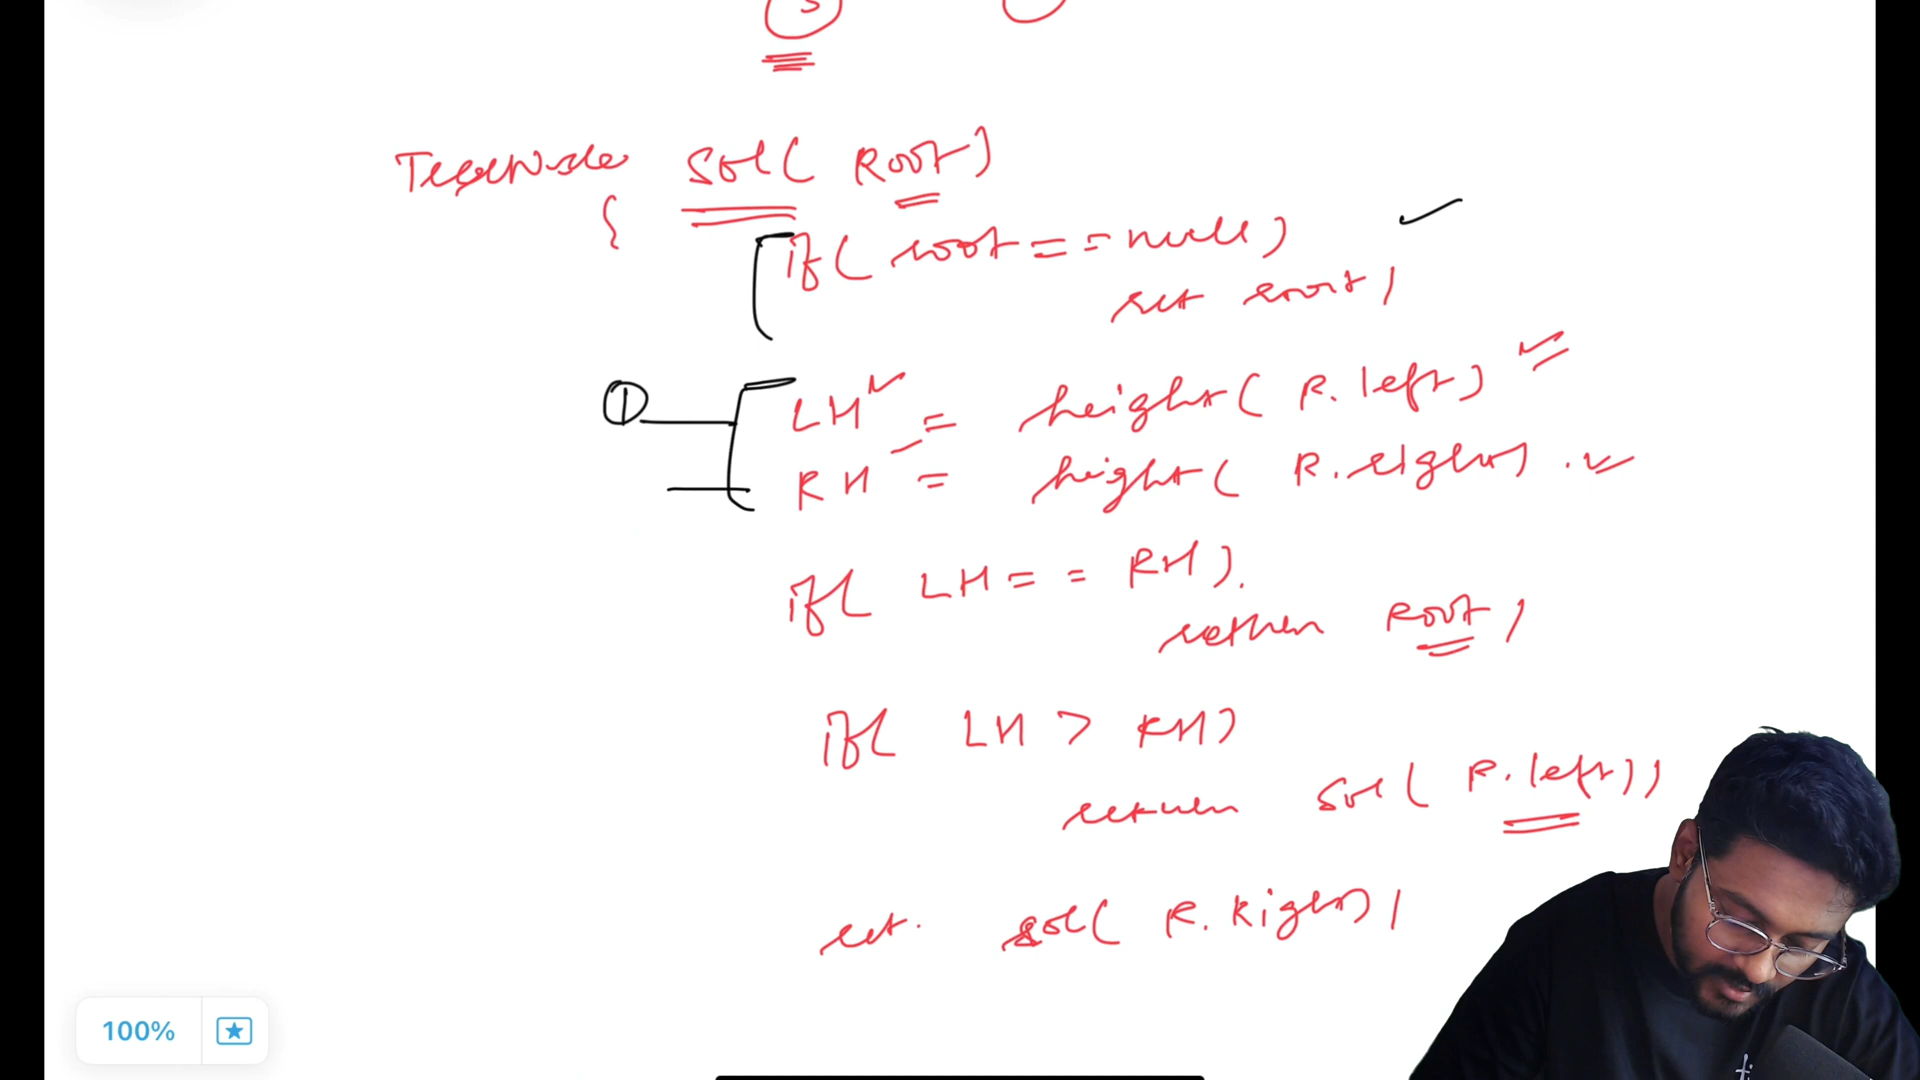 5
TreeNode sol( Root)
{
if( root == null)
ret root;
① LH = height( R.left)
RH = height( R.right).
if( LH == RH).
return Root;
if( LH > RH)
return sol( R.left));
ret. sol( R. Right);
100%